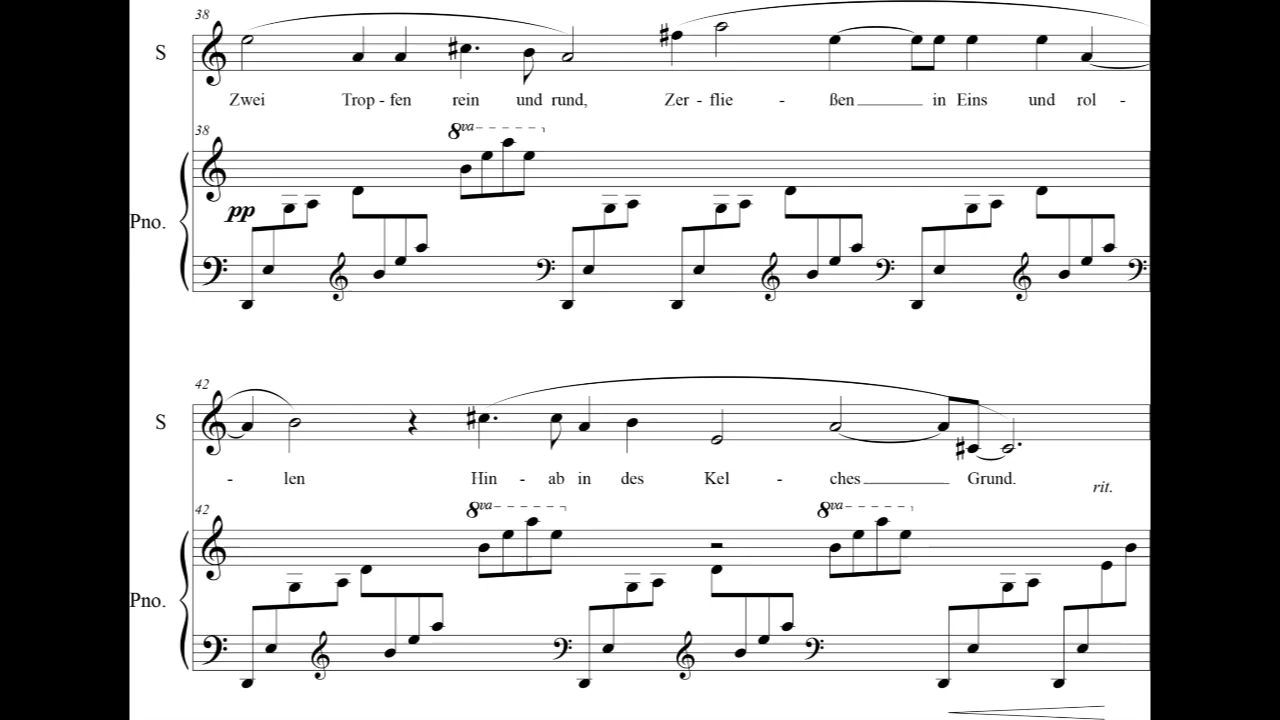 38
S
Zwei Trop - fen rein und rund, Zer - flie - ßen in Eins und rol -
38
8va
pp
Pno.
42
S
- len Hin - ab in des Kel - ches Grund.
rit.
42
8va 8va
Pno.